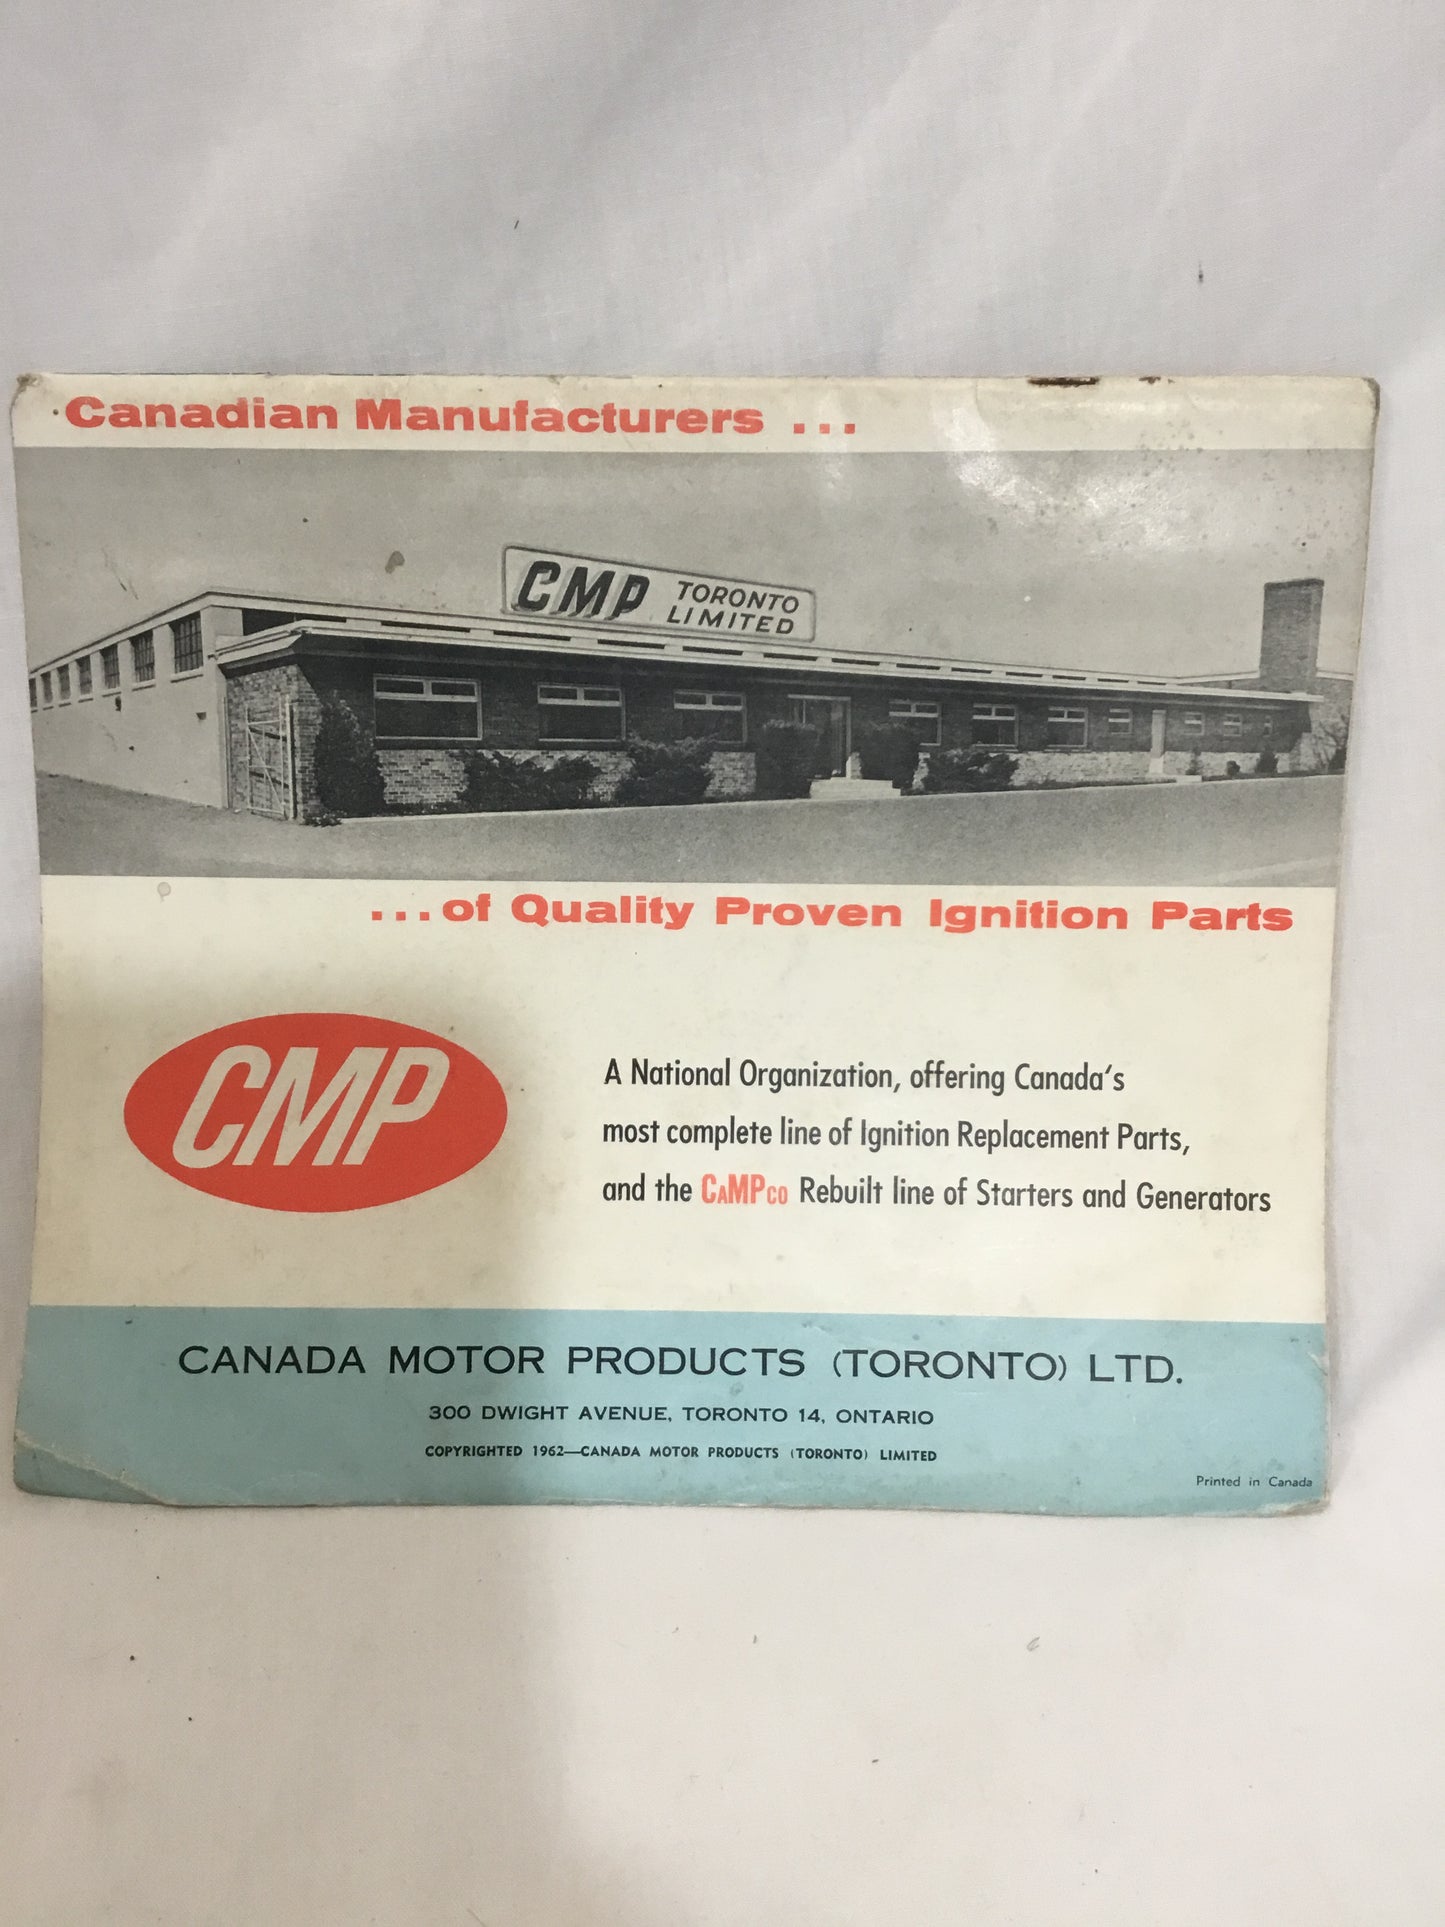 Canadian Manufacturers ...
CMP TORONTO
LIMITED
...of Quality Proven Ignition Parts
CMP
A National Organization, offering Canada's
most complete line of Ignition Replacement Parts,
and the CAMPCO Rebuilt line of Starters and Generators
CANADA MOTOR PRODUCTS (TORONTO) LTD.
300 DWIGHT AVENUE, TORONTO 14, ONTARIO
COPYRIGHTED 1962—CANADA MOTOR PRODUCTS (TORONTO) LIMITED
Printed in Canada